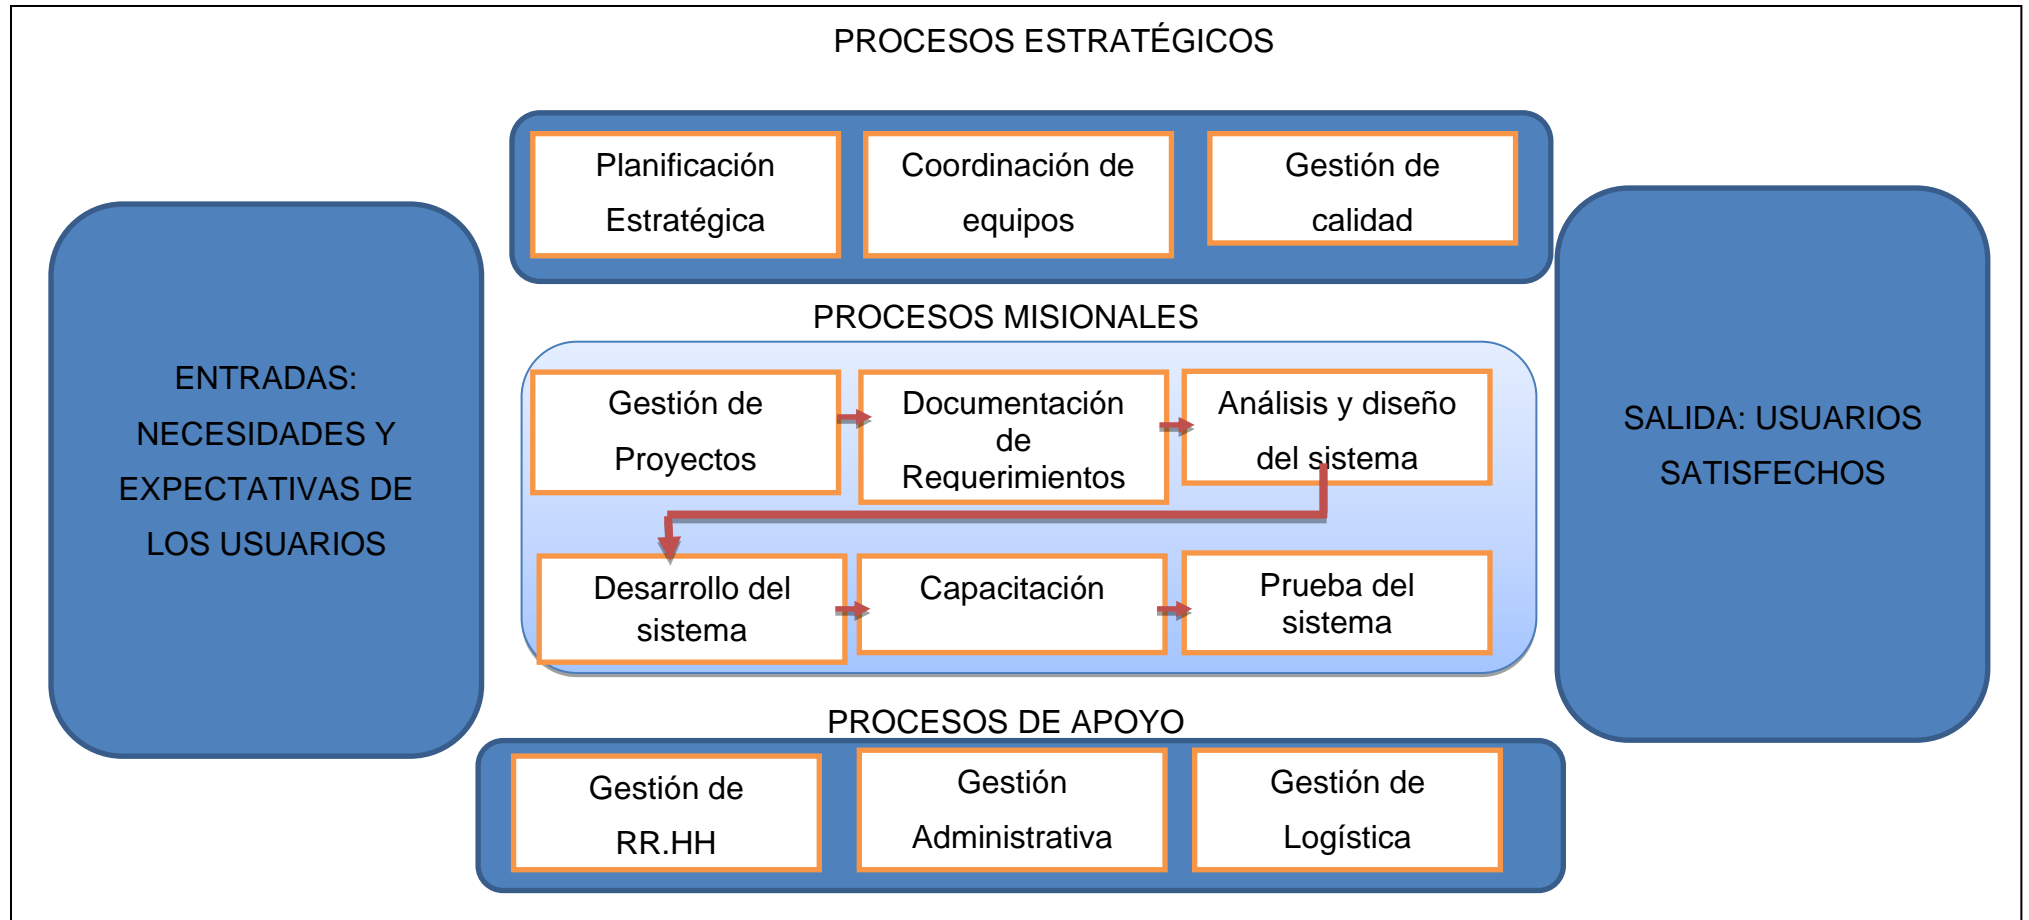 PROCESOS ESTRATÉGICOS
Planificación
Estratégica
Coordinación de
equipos
Gestión de
calidad
ENTRADAS:
NECESIDADES Y
EXPECTATIVAS DE
LOS USUARIOS
PROCESOS MISIONALES
Gestión de
Proyectos
Documentación
de
Requerimientos
Análisis y diseño
del sistema
Desarrollo del
sistema
Capacitación
Prueba del
sistema
SALIDA: USUARIOS
SATISFECHOS
PROCESOS DE APOYO
Gestión de
RR.HH
Gestión
Administrativa
Gestión de
Logística